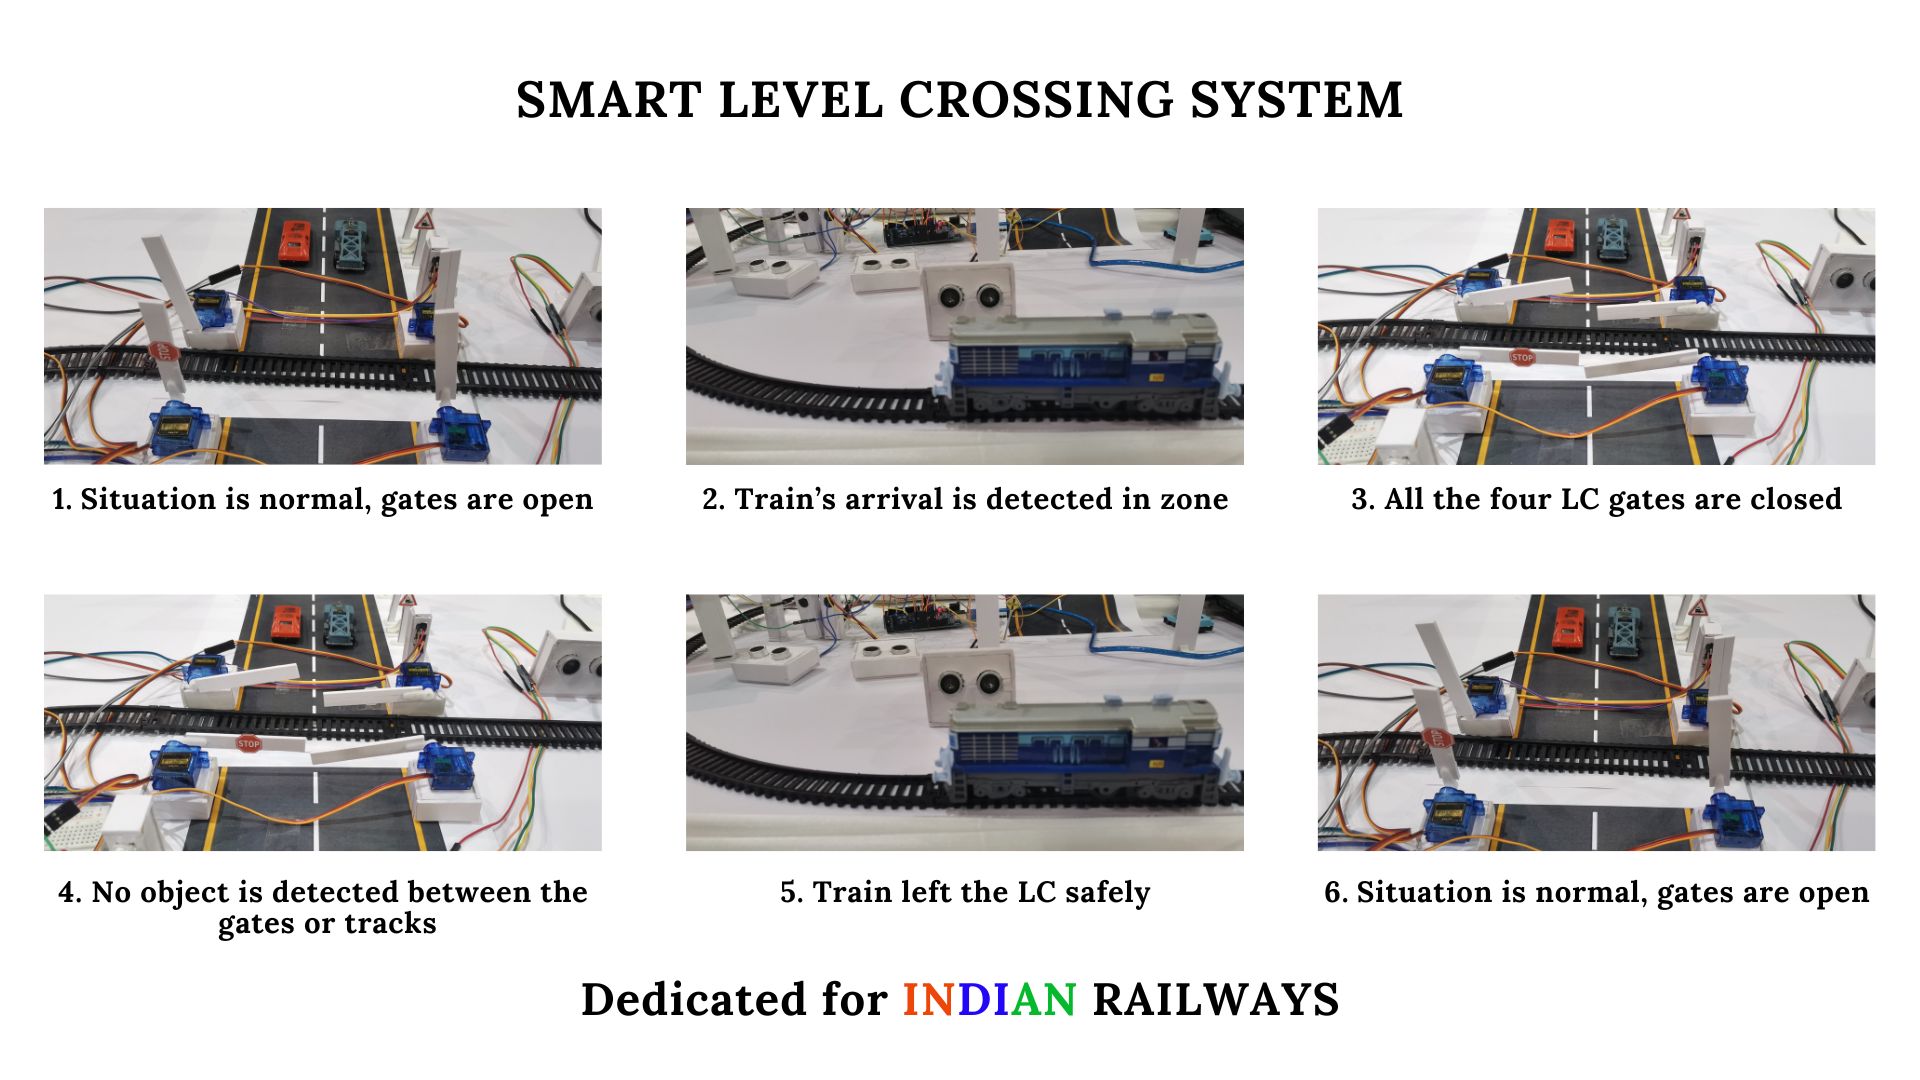 SMART LEVEL CROSSING SYSTEM
STOP
1. Situation is normal, gates are open
2. Train’s arrival is detected in zone
STOP
3. All the four LC gates are closed
STOP
4. No object is detected between the
gates or tracks
5. Train left the LC safely
STOP
6. Situation is normal, gates are open
Dedicated for INDIAN RAILWAYS